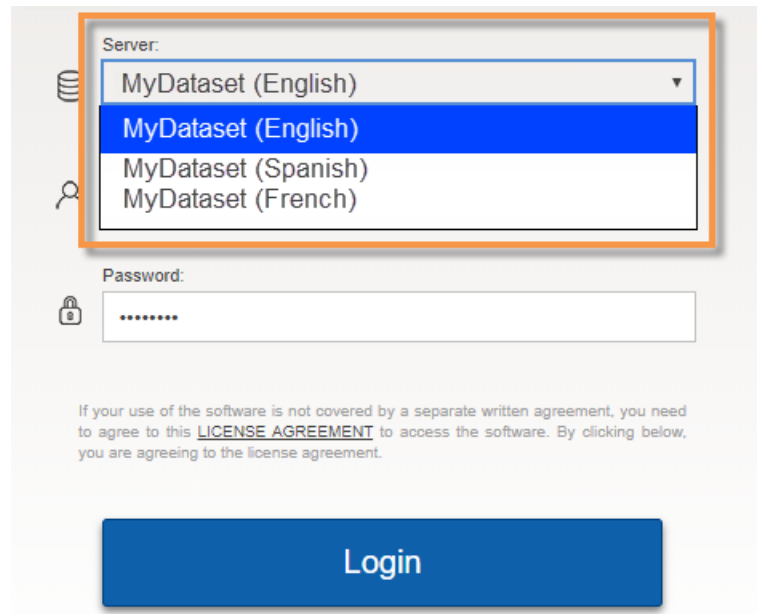 Server:
MyDataset (English)
MyDataset (English)
MyDataset (Spanish)
MyDataset (French)
Password:
••••••••
If your use of the software is not covered by a separate written agreement, you need
to agree to this LICENSE AGREEMENT to access the software. By clicking below,
you are agreeing to the license agreement.
Login